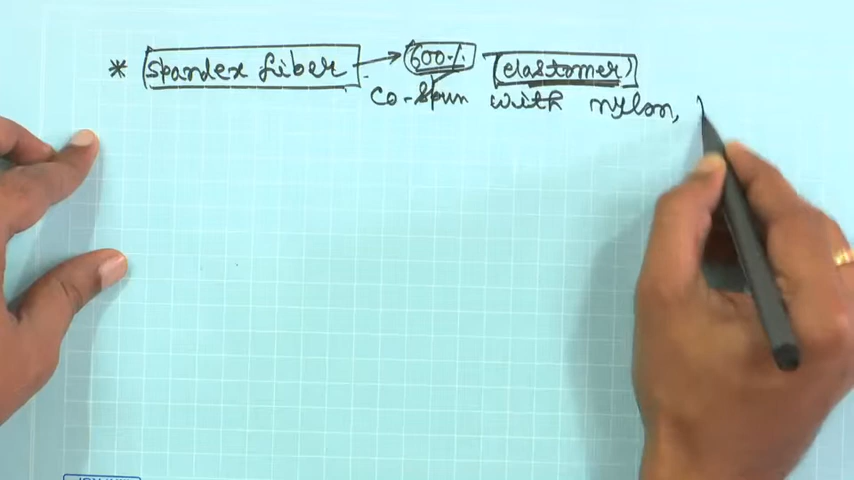 * Spandex fiber → 600% (elastomer)
co-spun with nylon,